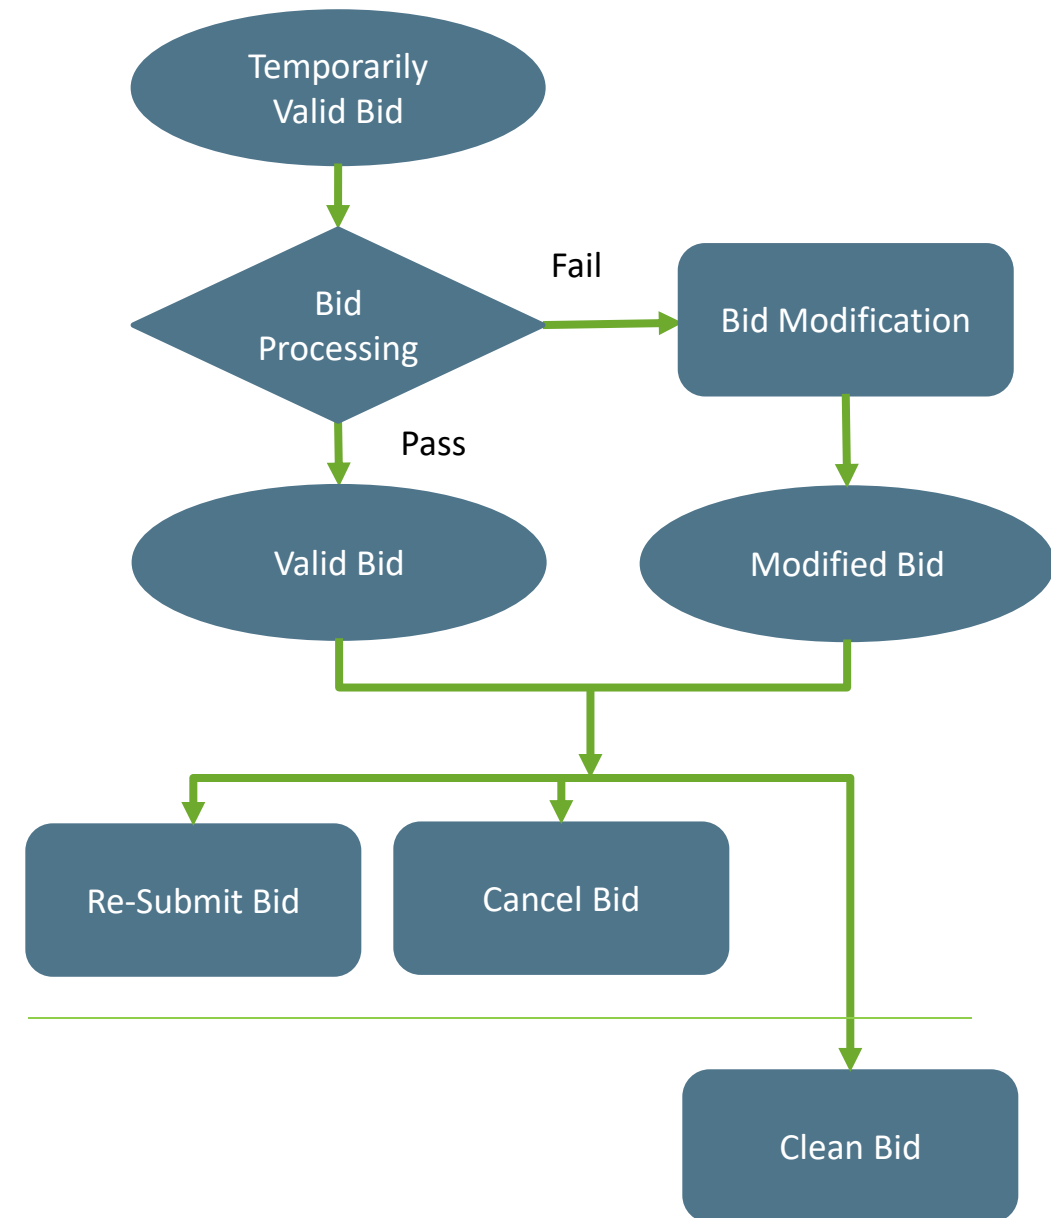 Temporarily
Valid Bid
Fail
Bid
Processing
Bid Modification
Pass
Valid Bid
Modified Bid
Re-Submit Bid
Cancel Bid
Clean Bid